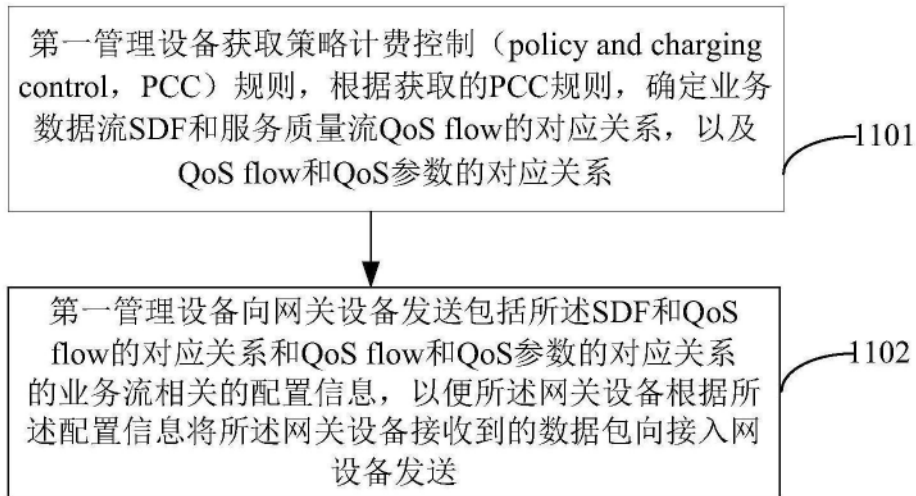 第一管理设备获取策略计费控制（policy and charging
control，PCC）规则，根据获取的PCC规则，确定业务
数据流SDF和服务质量流QoS flow的对应关系，以及
QoS flow和QoS参数的对应关系
1101
第一管理设备向网关设备发送包括所述SDF和QoS
flow的对应关系和QoS flow和QoS参数的对应关系
的业务流相关的配置信息，以便所述网关设备根据所
述配置信息将所述网关设备接收到的数据包向接入网
设备发送
1102